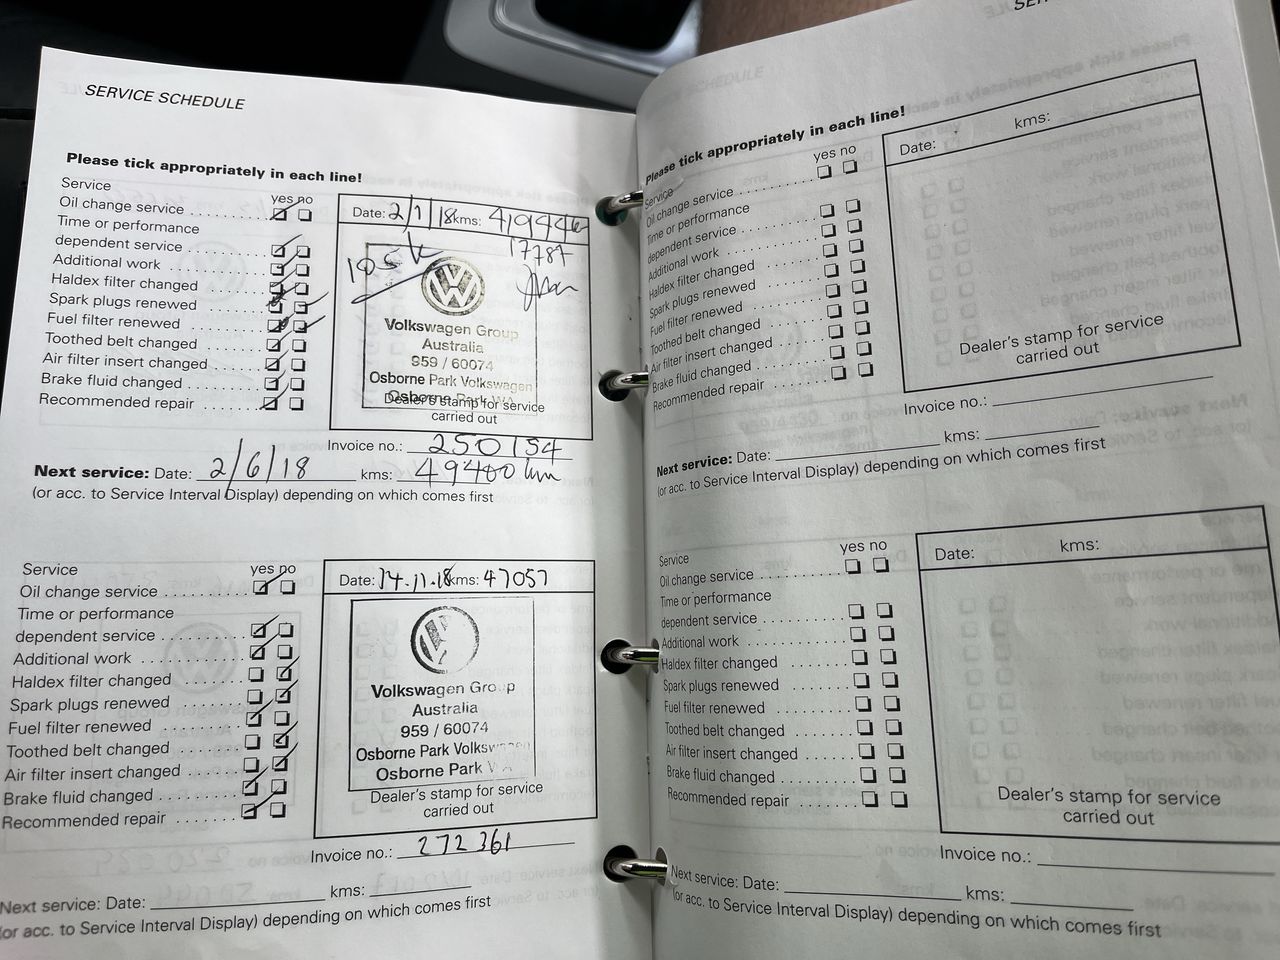 SERVICE SCHEDULE
Please tick appropriately in each line!
Service yes no
Oil change service
Time or performance
dependent service
Additional work
Haldex filter changed
Spark plugs renewed
Fuel filter renewed
Toothed belt changed
Air filter insert changed
Brake fluid changed
Recommended repair
Date: 2/1/18 kms:
Volkswagen Group
Australia
959 / 60074
Osborne Park Volkswagen
Osborne Park WA
Dealer's stamp for service
carried out
Invoice no.: 250154
Next service: Date: 2/6/18 kms: 49400 km
(or acc. to Service Interval Display) depending on which comes first
Service yes no
Oil change service
Time or performance
dependent service
Additional work
Haldex filter changed
Spark plugs renewed
Fuel filter renewed
Toothed belt changed
Air filter insert changed
Brake fluid changed
Recommended repair
Date: 14.11.18 kms: 47057
Volkswagen Group
Australia
959 / 60074
Osborne Park
Osborne Park
Dealer's stamp for service
carried out
Invoice no.: 272361
Next service: Date: kms:
(or acc. to Service Interval Display) depending on which comes first
Please tick appropriately in each line!
Service yes no
Oil change service
Time or performance
dependent service
Additional work
Haldex filter changed
Spark plugs renewed
Fuel filter renewed
Toothed belt changed
Air filter insert changed
Brake fluid changed
Recommended repair
Date: kms:
Dealer's stamp for service
carried out
Invoice no.:
Next service: Date: kms:
(or acc. to Service Interval Display) depending on which comes first
Service yes no
Oil change service
Time or performance
dependent service
Additional work
Haldex filter changed
Spark plugs renewed
Fuel filter renewed
Toothed belt changed
Air filter insert changed
Brake fluid changed
Recommended repair
Date: kms:
Dealer's stamp for service
carried out
Invoice no.:
Next service: Date: kms:
(or acc. to Service Interval Display) depending on which comes first